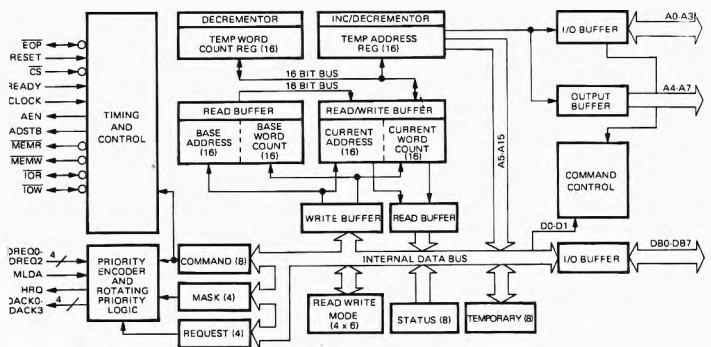 DECREMENTOR
TEMP WORD
COUNT REG (16)
INC/DECREMENTOR
TEMP ADDRESS
REG (16)
I/O BUFFER
A0-A3
OUTPUT
BUFFER
A4-A7
EOP
RESET
CS
READY
CLOCK
AEN
ADSTB
MEMR
MEMW
IOR
IOW
TIMING
AND
CONTROL
16 BIT BUS
16 BIT BUS
READ BUFFER
BASE
ADDRESS
(16)
BASE
WORD
COUNT
(16)
READ/WRITE BUFFER
CURRENT
ADDRESS
(16)
CURRENT
WORD
COUNT
(16)
A5-A15
COMMAND
CONTROL
WRITE BUFFER
READ BUFFER
D0-D1
DREQ0-
DREQ2
4
MLDA
HRQ
DACK0-
DACK3
4
PRIORITY
ENCODER
AND
ROTATING
PRIORITY
LOGIC
COMMAND (8)
MASK (4)
REQUEST (4)
INTERNAL DATA BUS
I/O BUFFER
DB0-DB7
READ WRITE
MODE
(4 x 6)
STATUS (8)
TEMPORARY (8)